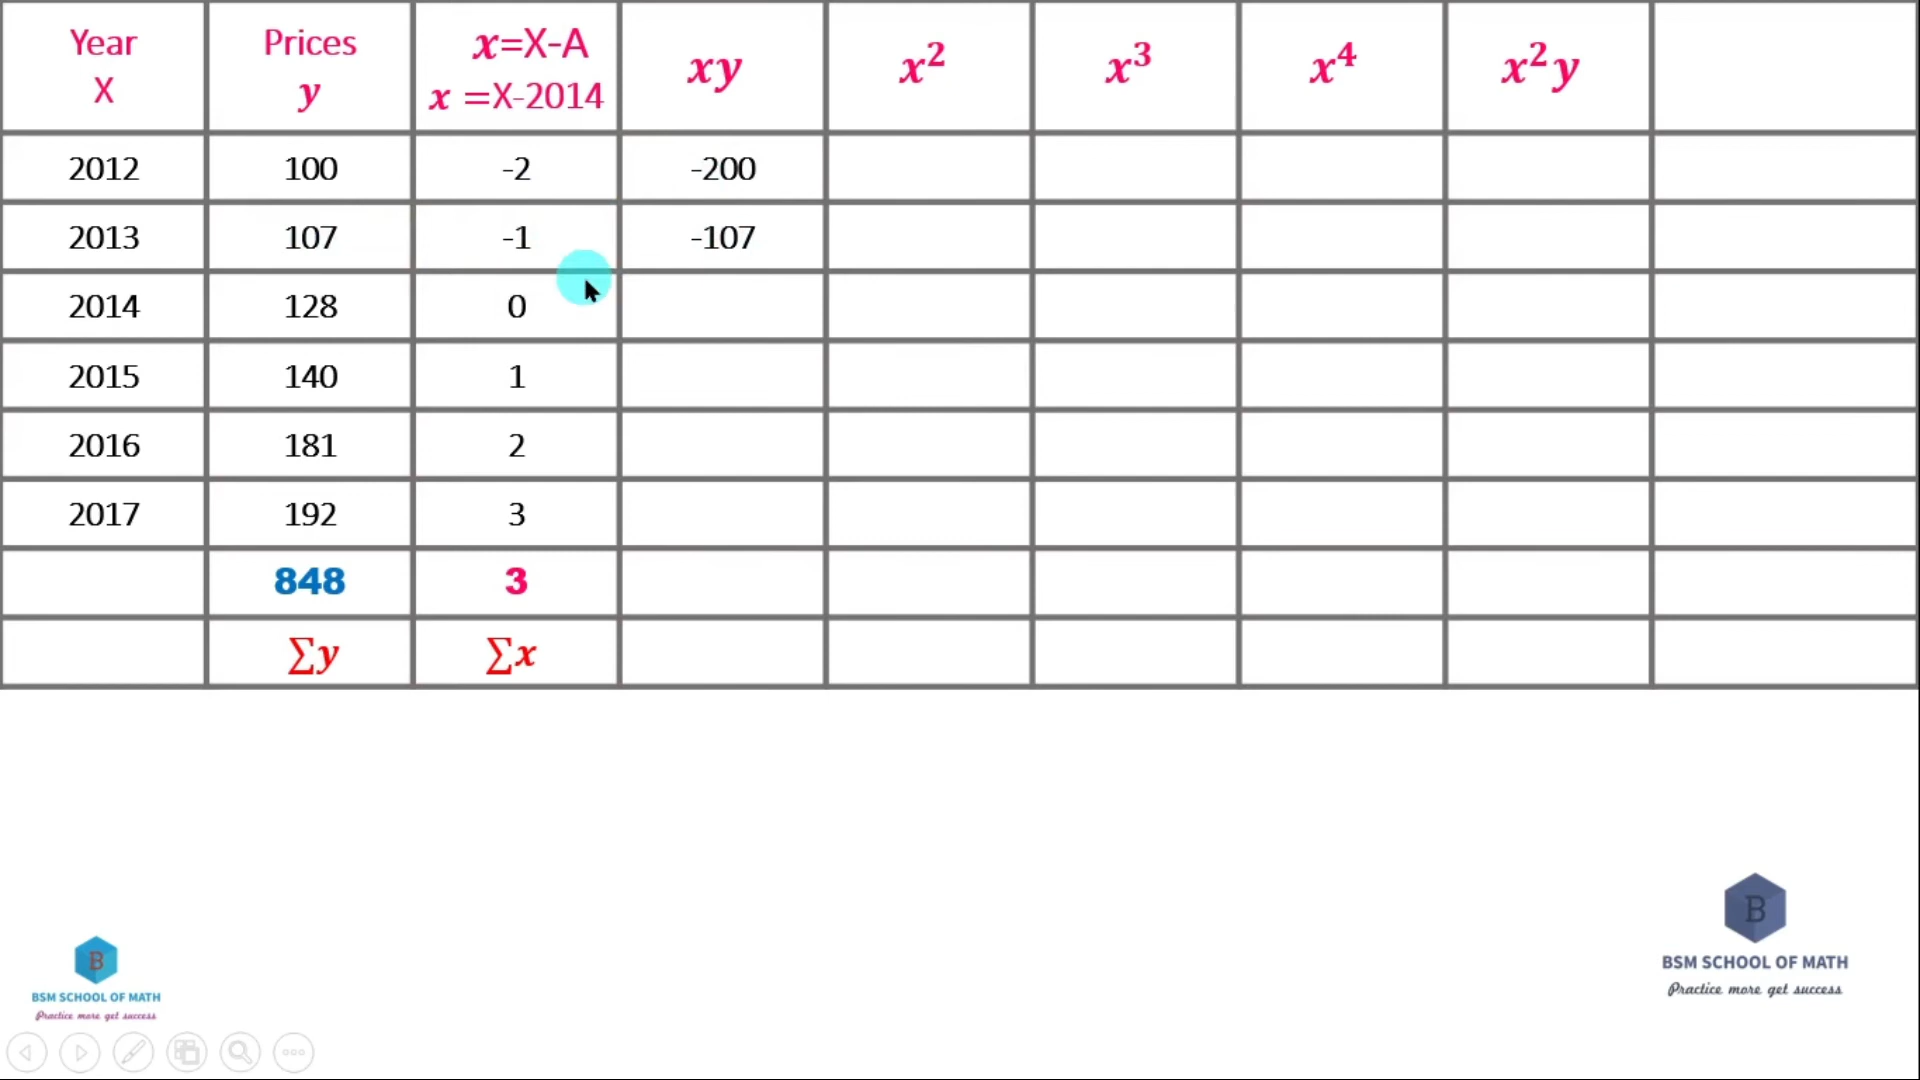 Year X Prices y x=X-A x =X-2014 xy x² x³ x⁴ x²y
2012 100 -2 -200
2013 107 -1 -107
2014 128 0
2015 140 1
2016 181 2
2017 192 3
848 3
∑y ∑x
B
BSM SCHOOL OF MATH
Practice more get success
B
BSM SCHOOL OF MATH
Practice more get success